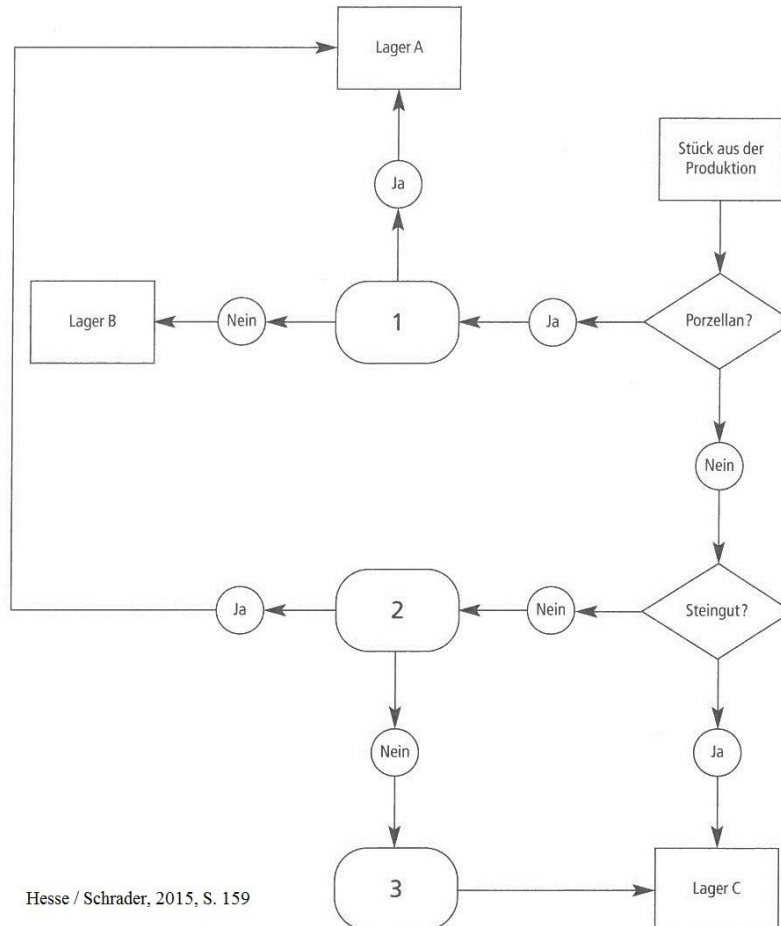 Lager A
Stück aus der
Produktion
Ja
Lager B
Nein
1
Ja
Porzellan?
Nein
Ja
2
Nein
Steingut?
Nein
Ja
3
Lager C
Hesse / Schrader, 2015, S. 159